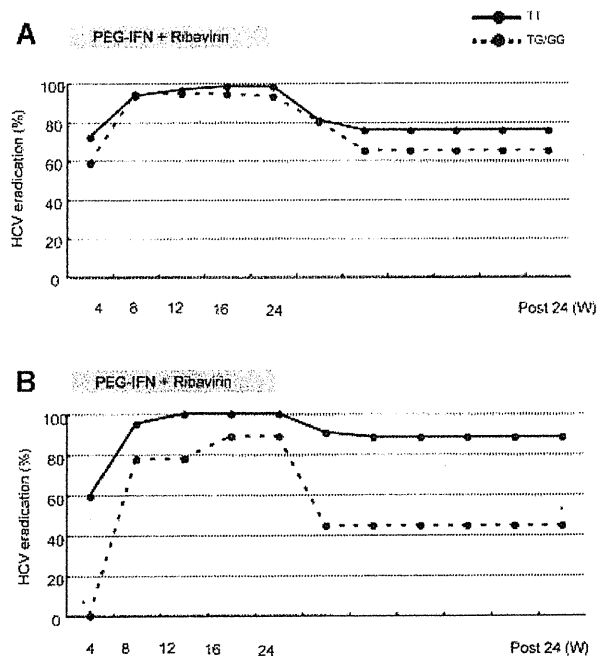 TT
TG/GG
A
PEG-IFN + Ribavirin
HCV eradication (%)
100
80
60
40
20
0
4 8 12 16 24 Post 24 (W)
B
PEG-IFN + Ribavirin
HCV eradication (%)
100
80
60
40
20
0
4 8 12 16 24 Post 24 (W)